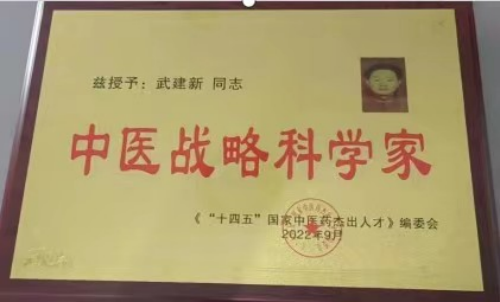 兹授予：武建新 同志
中医战略科学家
《“十四五”国家中医药杰出人才》编委会
2022年9月